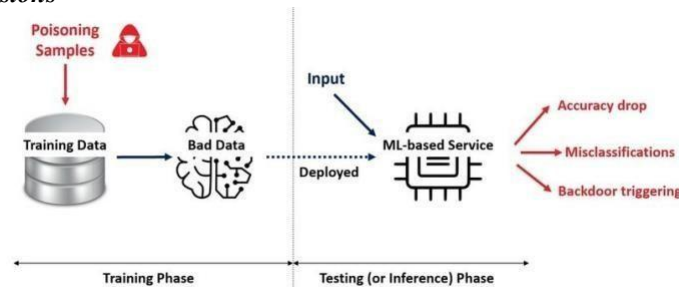 Poisoning
Samples
Training Data
Bad Data
Input
Deployed
ML-based Service
Accuracy drop
Misclassifications
Backdoor triggering
Training Phase
Testing (or Inference) Phase